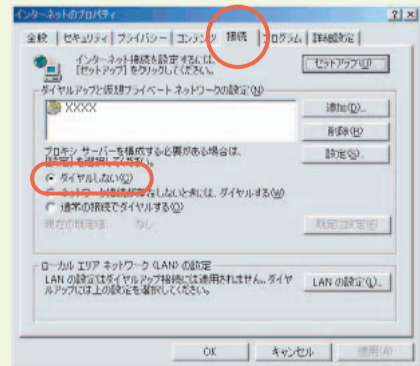 インターネットのプロパティ
全般 セキュリティ プライバシー コンテンツ 接続 プログラム 詳細設定
インターネット接続を設定するには、
[セットアップ] をクリックしてください。
セットアップ(U)...
ダイヤルアップと仮想プライベート ネットワークの設定(N)
XXXX
追加(D)...
削除(R)
プロキシ サーバーを構成する必要がある場合は、
[設定] を選択してください。
設定(S)...
ダイヤルしない(C)
ネットワーク接続が存在しないときには、ダイヤルする(W)
通常の接続でダイヤルする(O)
現在の既定値: なし
既定に設定(E)
ローカル エリア ネットワーク (LAN) の設定
LAN の設定はダイヤルアップ接続には適用されません。ダイヤ
ルアップには上の設定を選択してください。
LAN の設定(L)...
OK キャンセル 適用(A)